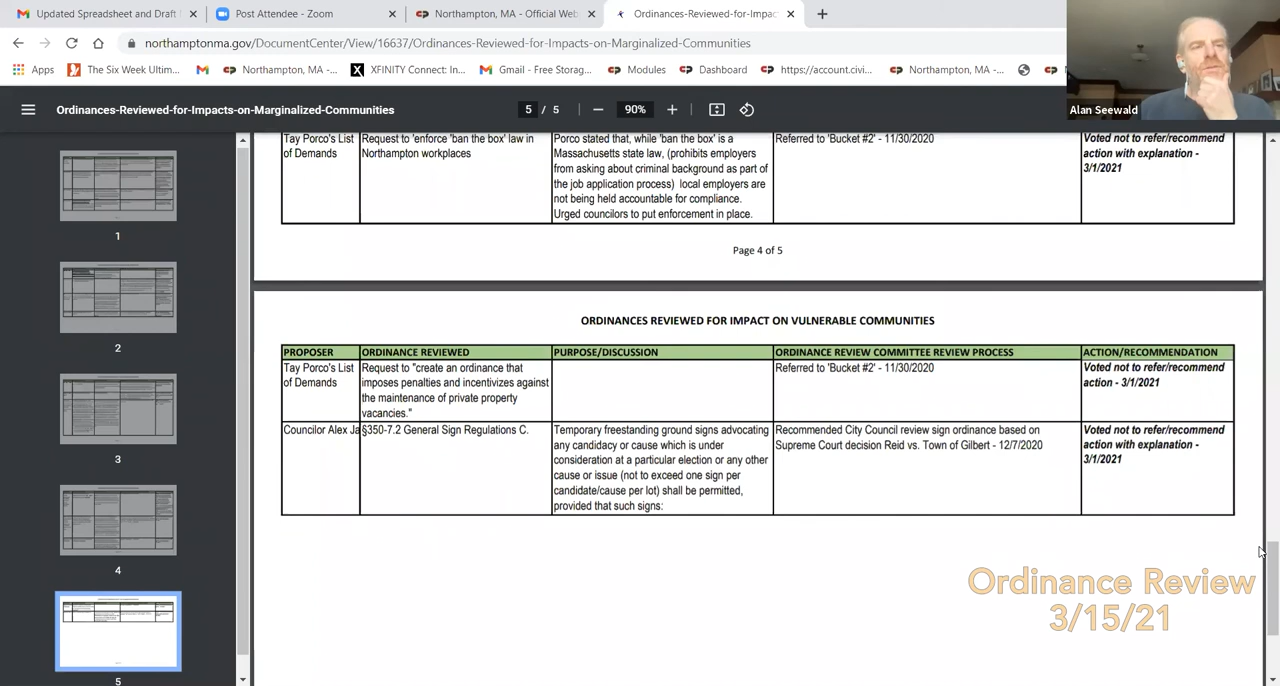 Updated Spreadsheet and Draft
Post Attendee - Zoom
Northampton, MA - Official Web
Ordinances-Reviewed-for-Impac
northamptonma.gov/DocumentCenter/View/16637/Ordinances-Reviewed-for-Impacts-on-Marginalized-Communities
Apps
The Six Week Ultim...
Northampton, MA -...
XFINITY Connect: In...
Gmail - Free Storag...
Modules
Dashboard
https://account.civi...
Northampton, MA -...
Alan Seewald
Ordinances-Reviewed-for-Impacts-on-Marginalized-Communities
5 / 5
90%
Tay Porco's List
of Demands
Request to 'enforce 'ban the box' law in
Northampton workplaces
Porco stated that, while 'ban the box' is a
Massachusetts state law, (prohibits employers
from asking about criminal background as part of
the job application process) local employers are
not being held accountable for compliance.
Urged councilors to put enforcement in place.
Referred to 'Bucket #2' - 11/30/2020
Voted not to refer/recommend
action with explanation -
3/1/2021
Page 4 of 5
ORDINANCES REVIEWED FOR IMPACT ON VULNERABLE COMMUNITIES
PROPOSER
ORDINANCE REVIEWED
PURPOSE/DISCUSSION
ORDINANCE REVIEW COMMITTEE REVIEW PROCESS
ACTION/RECOMMENDATION
Tay Porco's List
of Demands
Request to "create an ordinance that
imposes penalties and incentivizes against
the maintenance of private property
vacancies."
Referred to 'Bucket #2' - 11/30/2020
Voted not to refer/recommend
action - 3/1/2021
Councilor Alex Ja
§350-7.2 General Sign Regulations C.
Temporary freestanding ground signs advocating
any candidacy or cause which is under
consideration at a particular election or any other
cause or issue (not to exceed one sign per
candidate/cause per lot) shall be permitted,
provided that such signs:
Recommended City Council review sign ordinance based on
Supreme Court decision Reid vs. Town of Gilbert - 12/7/2020
Voted not to refer/recommend
action with explanation -
3/1/2021
1
2
3
4
5
Ordinance Review
3/15/21